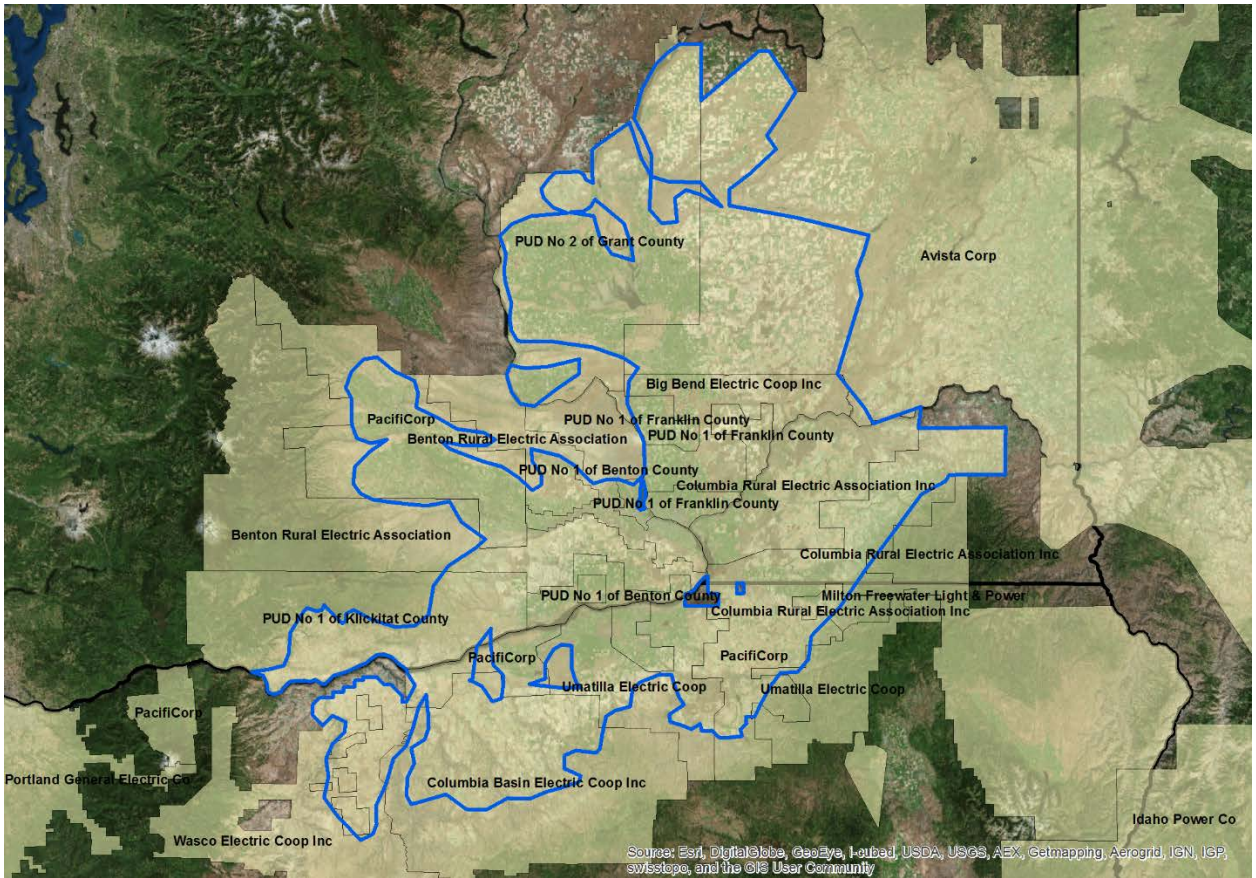 PUD No 2 of Grant County
Avista Corp
Big Bend Electric Coop Inc
PacifiCorp
PUD No 1 of Franklin County
PUD No 1 of Franklin County
Benton Rural Electric Association
PUD No 1 of Benton County
Columbia Rural Electric Association Inc
PUD No 1 of Franklin County
Benton Rural Electric Association
Columbia Rural Electric Association Inc
PUD No 1 of Benton County
Milton Freewater Light & Power
Columbia Rural Electric Association Inc
PUD No 1 of Klickitat County
PacifiCorp
PacifiCorp
Umatilla Electric Coop
Umatilla Electric Coop
PacifiCorp
Portland General Electric Co
Columbia Basin Electric Coop Inc
Idaho Power Co
Wasco Electric Coop Inc
Source: Esri, DigitalGlobe, GeoEye, i-cubed, USDA, USGS, AEX, Getmapping, Aerogrid, IGN, IGP,
swisstopo, and the GIS User Community